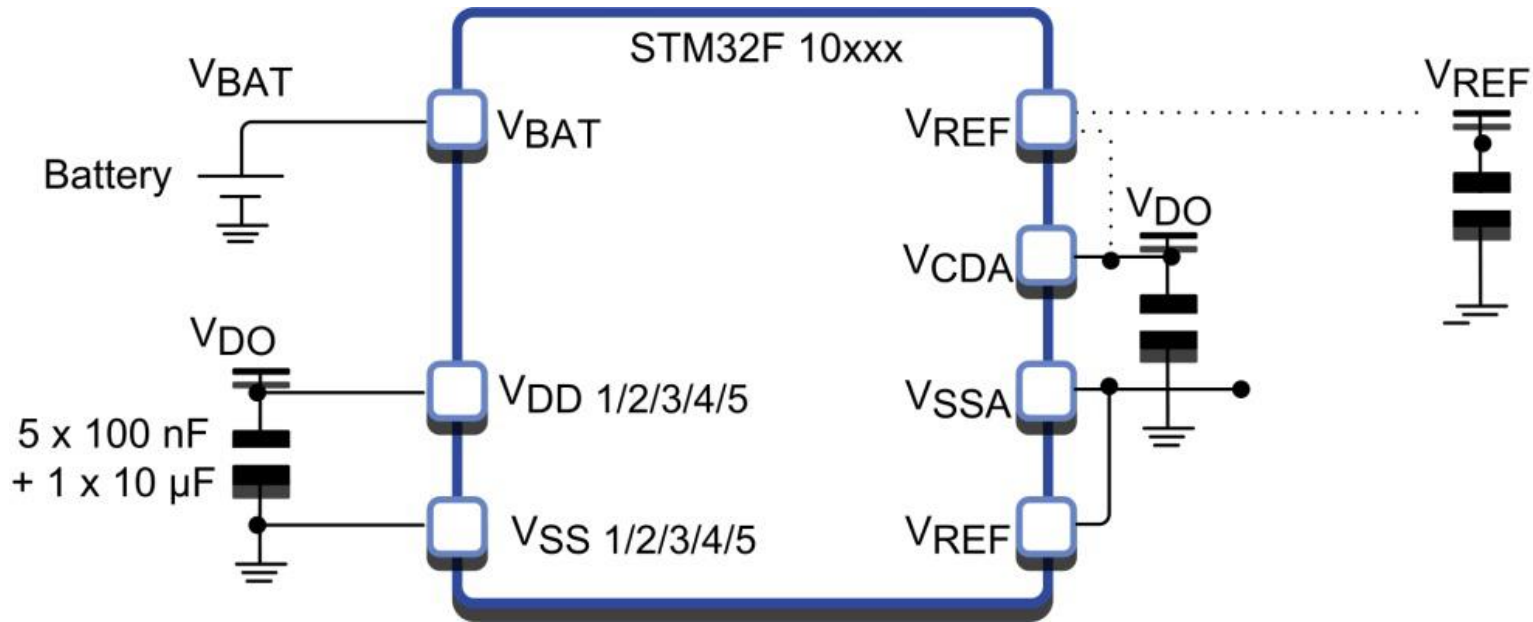 STM32F 10xxx
VBAT
VBAT
VREF
VREF
Battery
VCDA
VDO
VDO
VDD 1/2/3/4/5
VSSA
5 x 100 nF
+ 1 x 10 µF
VSS 1/2/3/4/5
VREF